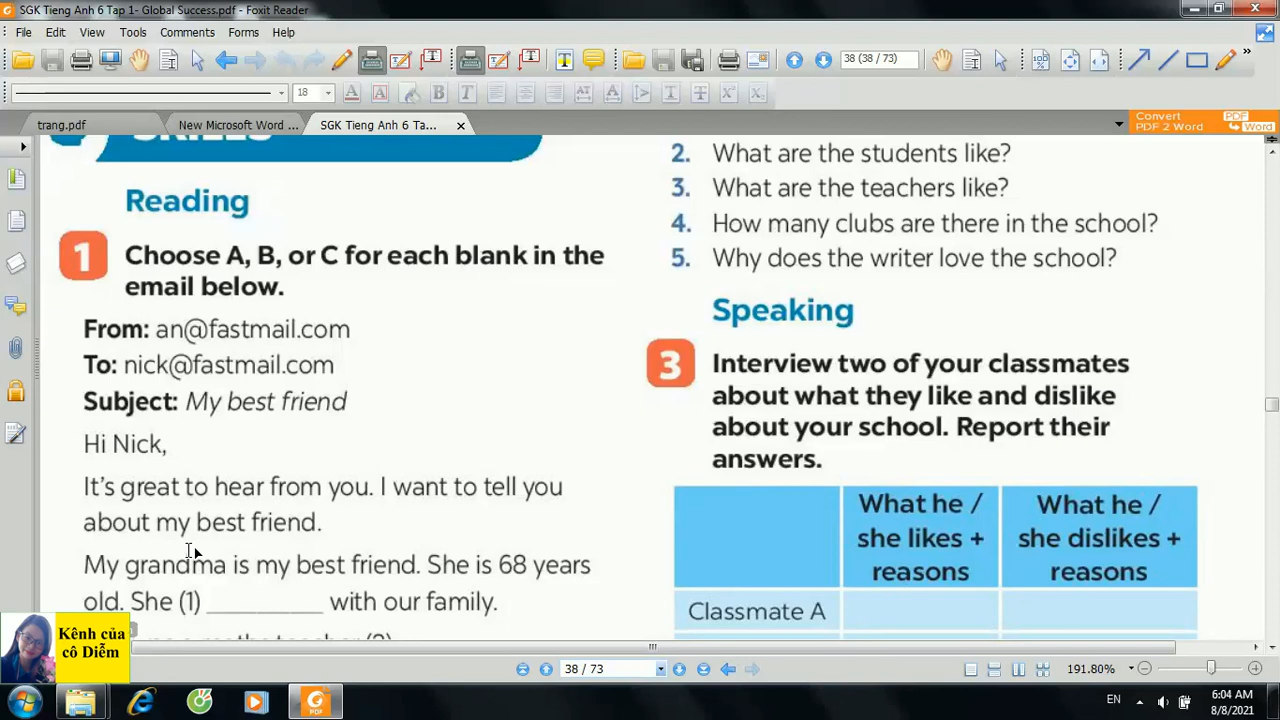 SGK Tieng Anh 6 Tap 1- Global Success.pdf - Foxit Reader
File Edit View Tools Comments Forms Help
38 (38 / 73)
18
trang.pdf
New Microsoft Word ...
SGK Tieng Anh 6 Ta...
Convert
PDF 2 Word
PDF
Word
SKILLS
Reading
1 Choose A, B, or C for each blank in the
email below.
From: an@fastmail.com
To: nick@fastmail.com
Subject: My best friend
Hi Nick,
It's great to hear from you. I want to tell you
about my best friend.
My grandma is my best friend. She is 68 years
old. She (1) __________ with our family.
2. What are the students like?
3. What are the teachers like?
4. How many clubs are there in the school?
5. Why does the writer love the school?
Speaking
3 Interview two of your classmates
about what they like and dislike
about your school. Report their
answers.
What he /
she likes +
reasons
What he /
she dislikes +
reasons
Classmate A
Kênh của
cô Diễm
38 / 73
191.80%
EN
6:04 AM
8/8/2021